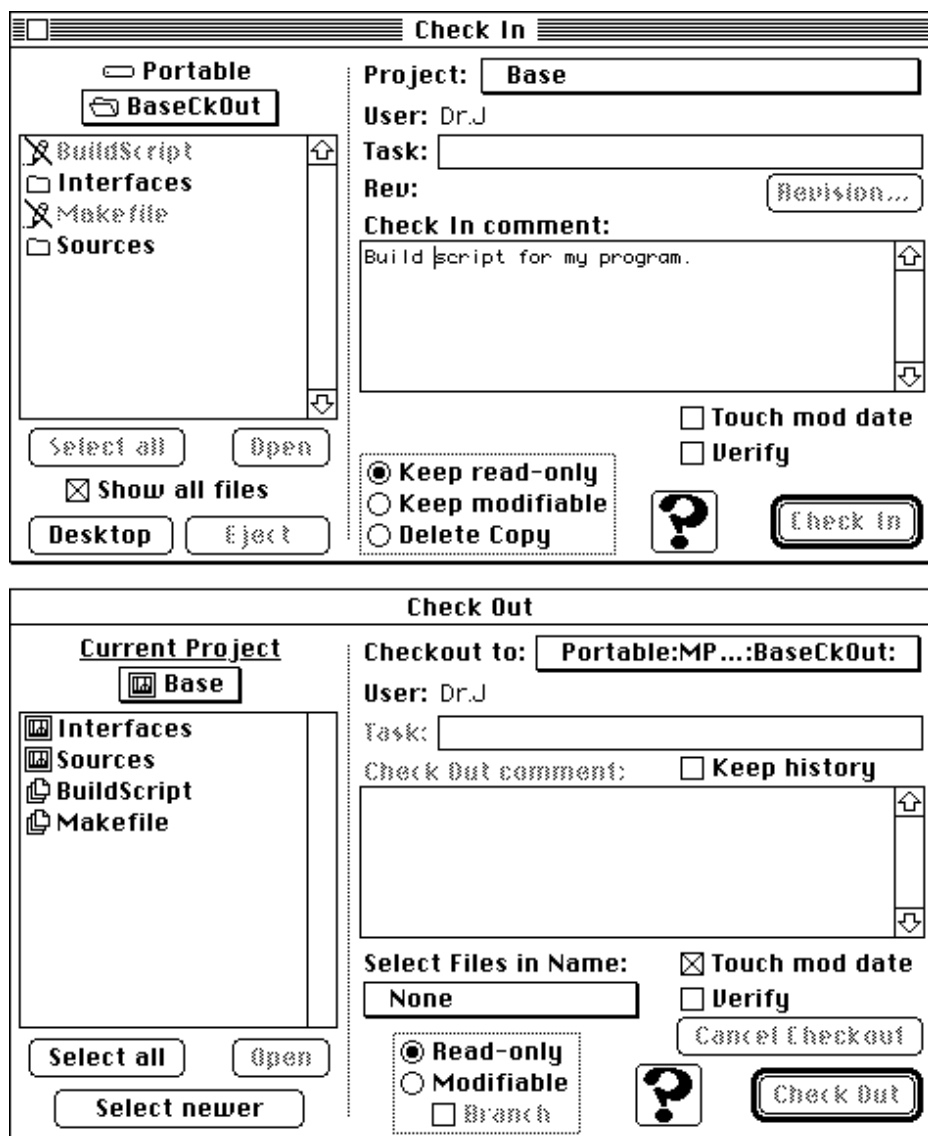 Check In
Portable
BaseCkOut
BuildScript
Interfaces
Makefile
Sources
Select all
Open
Show all files
Desktop
Eject
Project: Base
User: Dr.J
Task:
Rev:
Revision...
Check In comment:
Build script for my program.
Touch mod date
Verify
Keep read-only
Keep modifiable
Delete Copy
?
Check In
Check Out
Current Project
Base
Interfaces
Sources
BuildScript
Makefile
Select all
Open
Select newer
Checkout to: Portable:MP...:BaseCkOut:
User: Dr.J
Task:
Check Out comment:
Keep history
Select Files in Name:
None
Touch mod date
Verify
Cancel Checkout
Read-only
Modifiable
Branch
?
Check Out